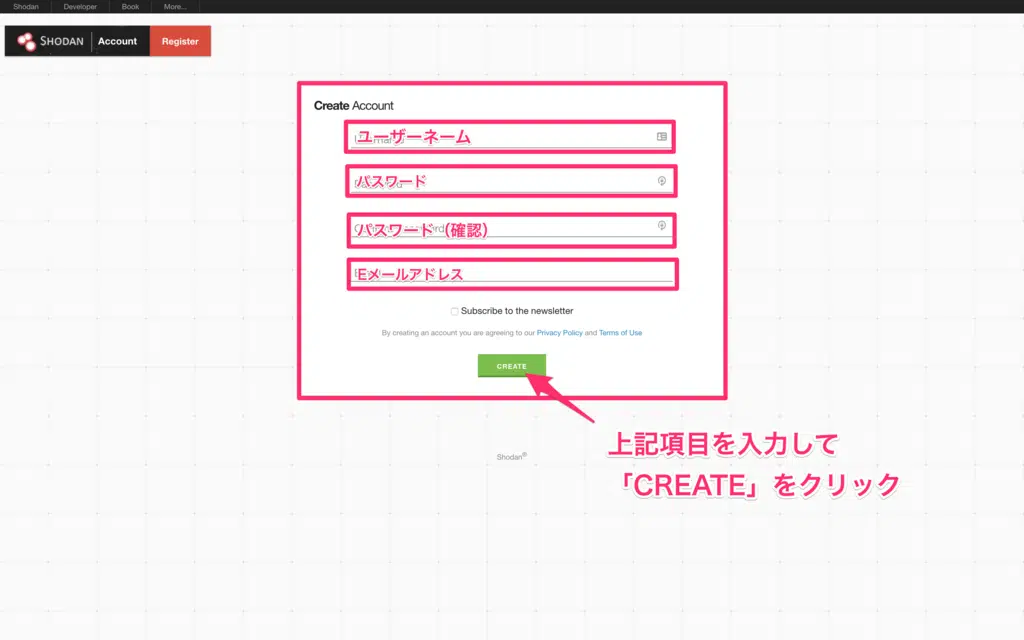 Shodan Developer Book More...
SHODAN Account Register
Create Account
ユーザーネーム
パスワード
パスワード（確認）
Eメールアドレス
Subscribe to the newsletter
By creating an account you are agreeing to our Privacy Policy and Terms of Use
CREATE
上記項目を入力して
「CREATE」をクリック
Shodan®